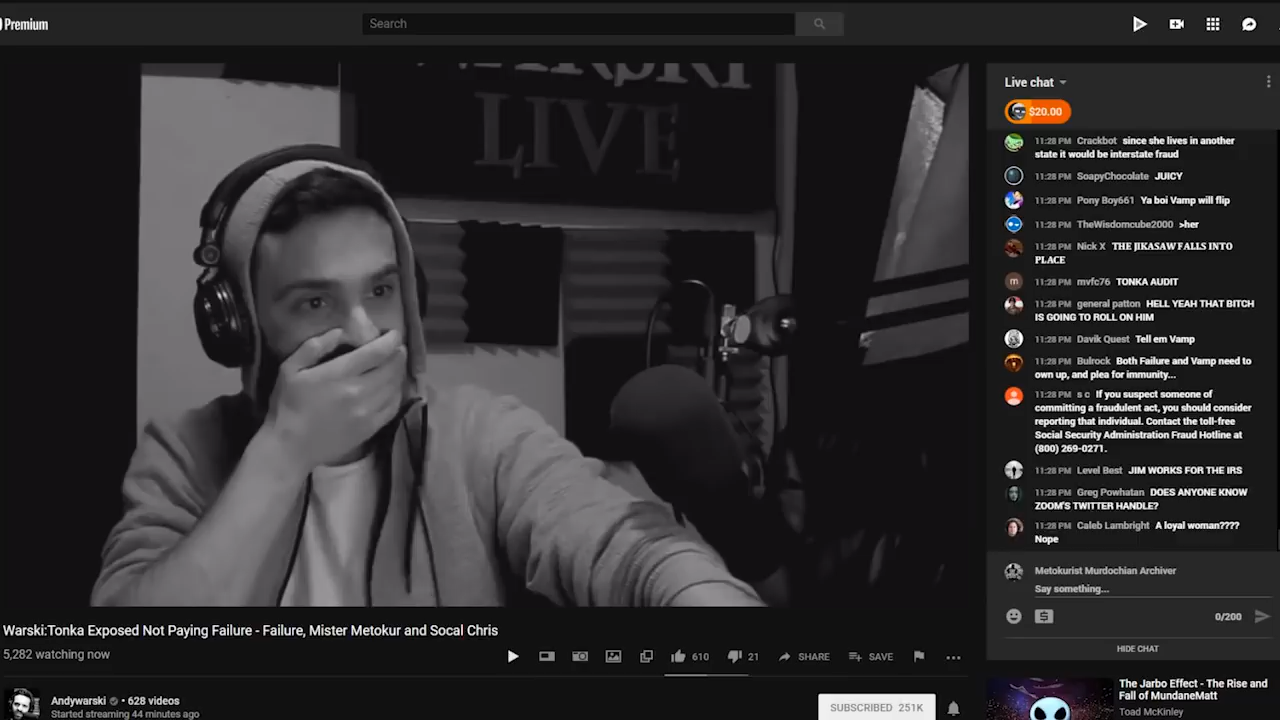 Premium
Search
LIVE
Live chat
$20.00
11:28 PM Crackbot since she lives in another
state it would be interstate fraud
11:28 PM SoapyChocolate JUICY
11:28 PM Pony Boy661 Ya boi Vamp will flip
11:28 PM TheWisdomcube2000 >her
11:28 PM Nick X THE JIKASAW FALLS INTO
PLACE
m
11:28 PM mvfc76 TONKA AUDIT
11:28 PM general patton HELL YEAH THAT BITCH
IS GOING TO ROLL ON HIM
11:28 PM Davik Quest Tell em Vamp
11:28 PM Bulrock Both Failure and Vamp need to
own up, and plea for immunity...
11:28 PM s c If you suspect someone of
committing a fraudulent act, you should consider
reporting that individual. Contact the toll-free
Social Security Administration Fraud Hotline at
(800) 269-0271.
11:28 PM Level Best JIM WORKS FOR THE IRS
11:28 PM Greg Powhatan DOES ANYONE KNOW
ZOOM'S TWITTER HANDLE?
11:28 PM Caleb Lambright A loyal woman????
Nope
Metokurist Murdochian Archiver
Say something...
0/200
HIDE CHAT
Warski:Tonka Exposed Not Paying Failure - Failure, Mister Metokur and Socal Chris
5,282 watching now
610
21
SHARE
SAVE
Andywarski • 628 videos
Started streaming 44 minutes ago
SUBSCRIBED 251K
The Jarbo Effect - The Rise and
Fall of MundaneMatt
Toad McKinley